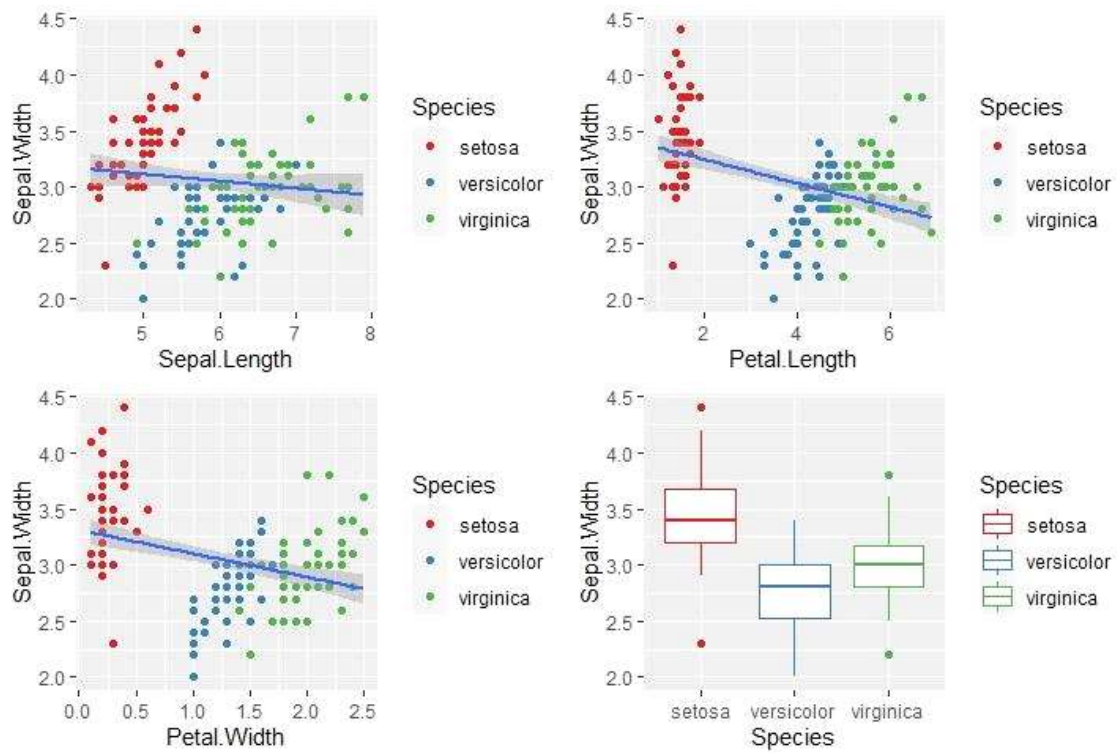 4.5
4.0
3.5
3.0
2.5
2.0
Sepal.Width
5 6 7 8
Sepal.Length
Species
setosa
versicolor
virginica
4.5
4.0
3.5
3.0
2.5
2.0
Sepal.Width
2 4 6
Petal.Length
Species
setosa
versicolor
virginica
4.5
4.0
3.5
3.0
2.5
2.0
Sepal.Width
0.0 0.5 1.0 1.5 2.0 2.5
Petal.Width
Species
setosa
versicolor
virginica
4.5
4.0
3.5
3.0
2.5
2.0
Sepal.Width
setosa versicolor virginica
Species
Species
setosa
versicolor
virginica